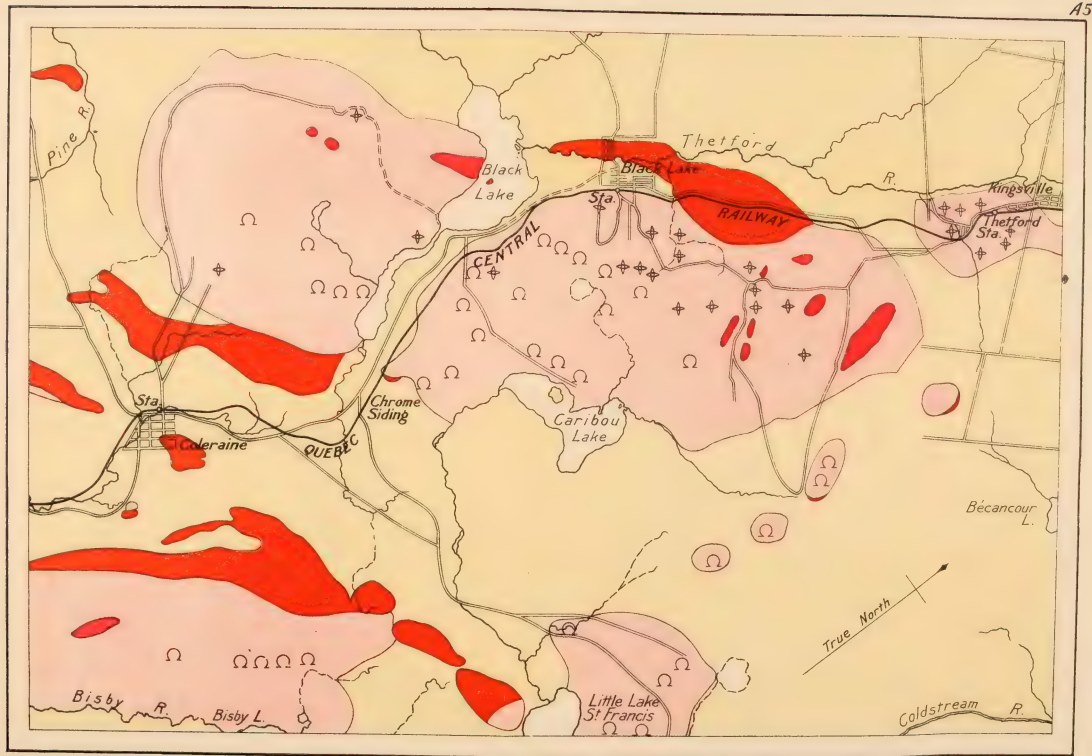 A5
Pine R.
Black
Lake
Thetford
R.
Black Lake
Sta.
RAILWAY
Kingsville
Thetford
Sta.
CENTRAL
Chrome
Siding
Caribou
Lake
Sta.
Coleraine
QUEBEC
Bécancour
L.
True North
Bisby R.
Bisby L.
Little Lake
St Francis
Coldstream R.